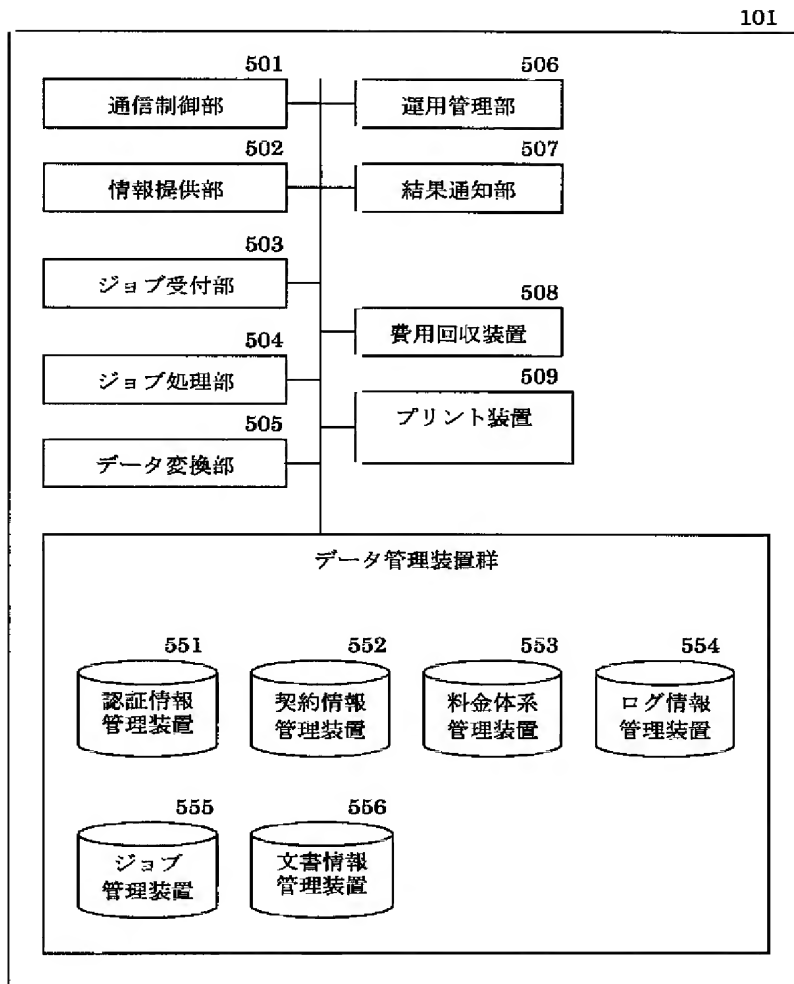 101
501
通信制御部
506
運用管理部
502
情報提供部
507
結果通知部
503
ジョブ受付部
508
費用回収装置
504
ジョブ処理部
509
プリント装置
505
データ変換部
データ管理装置群
551
認証情報
管理装置
552
契約情報
管理装置
553
料金体系
管理装置
554
ログ情報
管理装置
555
ジョブ
管理装置
556
文書情報
管理装置